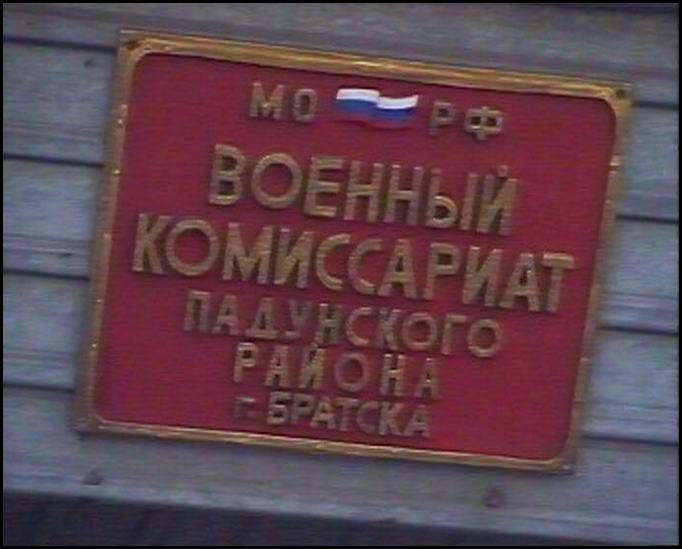 МО РФ
ВОЕННЫЙ
КОМИССАРИАТ
ПАДУНСКОГО
РАЙОНА
г. БРАТСКА